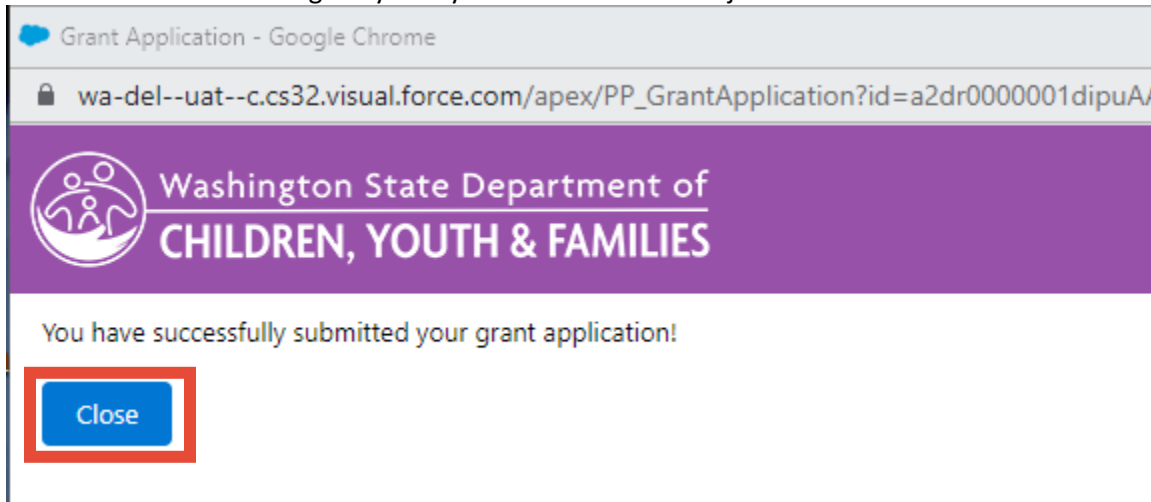 Grant Application - Google Chrome
wa-del--uat--c.cs32.visual.force.com/apex/PP_GrantApplication?id=a2dr0000001dipuA
Washington State Department of
CHILDREN, YOUTH & FAMILIES
You have successfully submitted your grant application!
Close